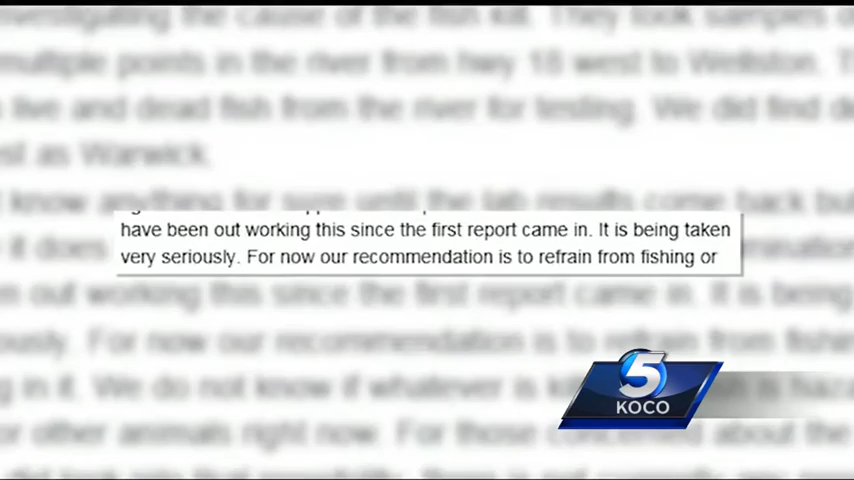 investigating the cause of the fish kill. They took samples
multiple points in the river from hwy 18 west to Wellston.
live and dead fish from the river for testing. We did find
as Warwick.
know anything for sure until the lab results come back but
have been out working this since the first report came in. It is being taken
very seriously. For now our recommendation is to refrain from fishing or
it does
out working this since the first report came in. It is being
For now our recommendation is to refrain from
in it. We do not know if whatever is
or other animals right now. For those concerned about the
5
KOCO